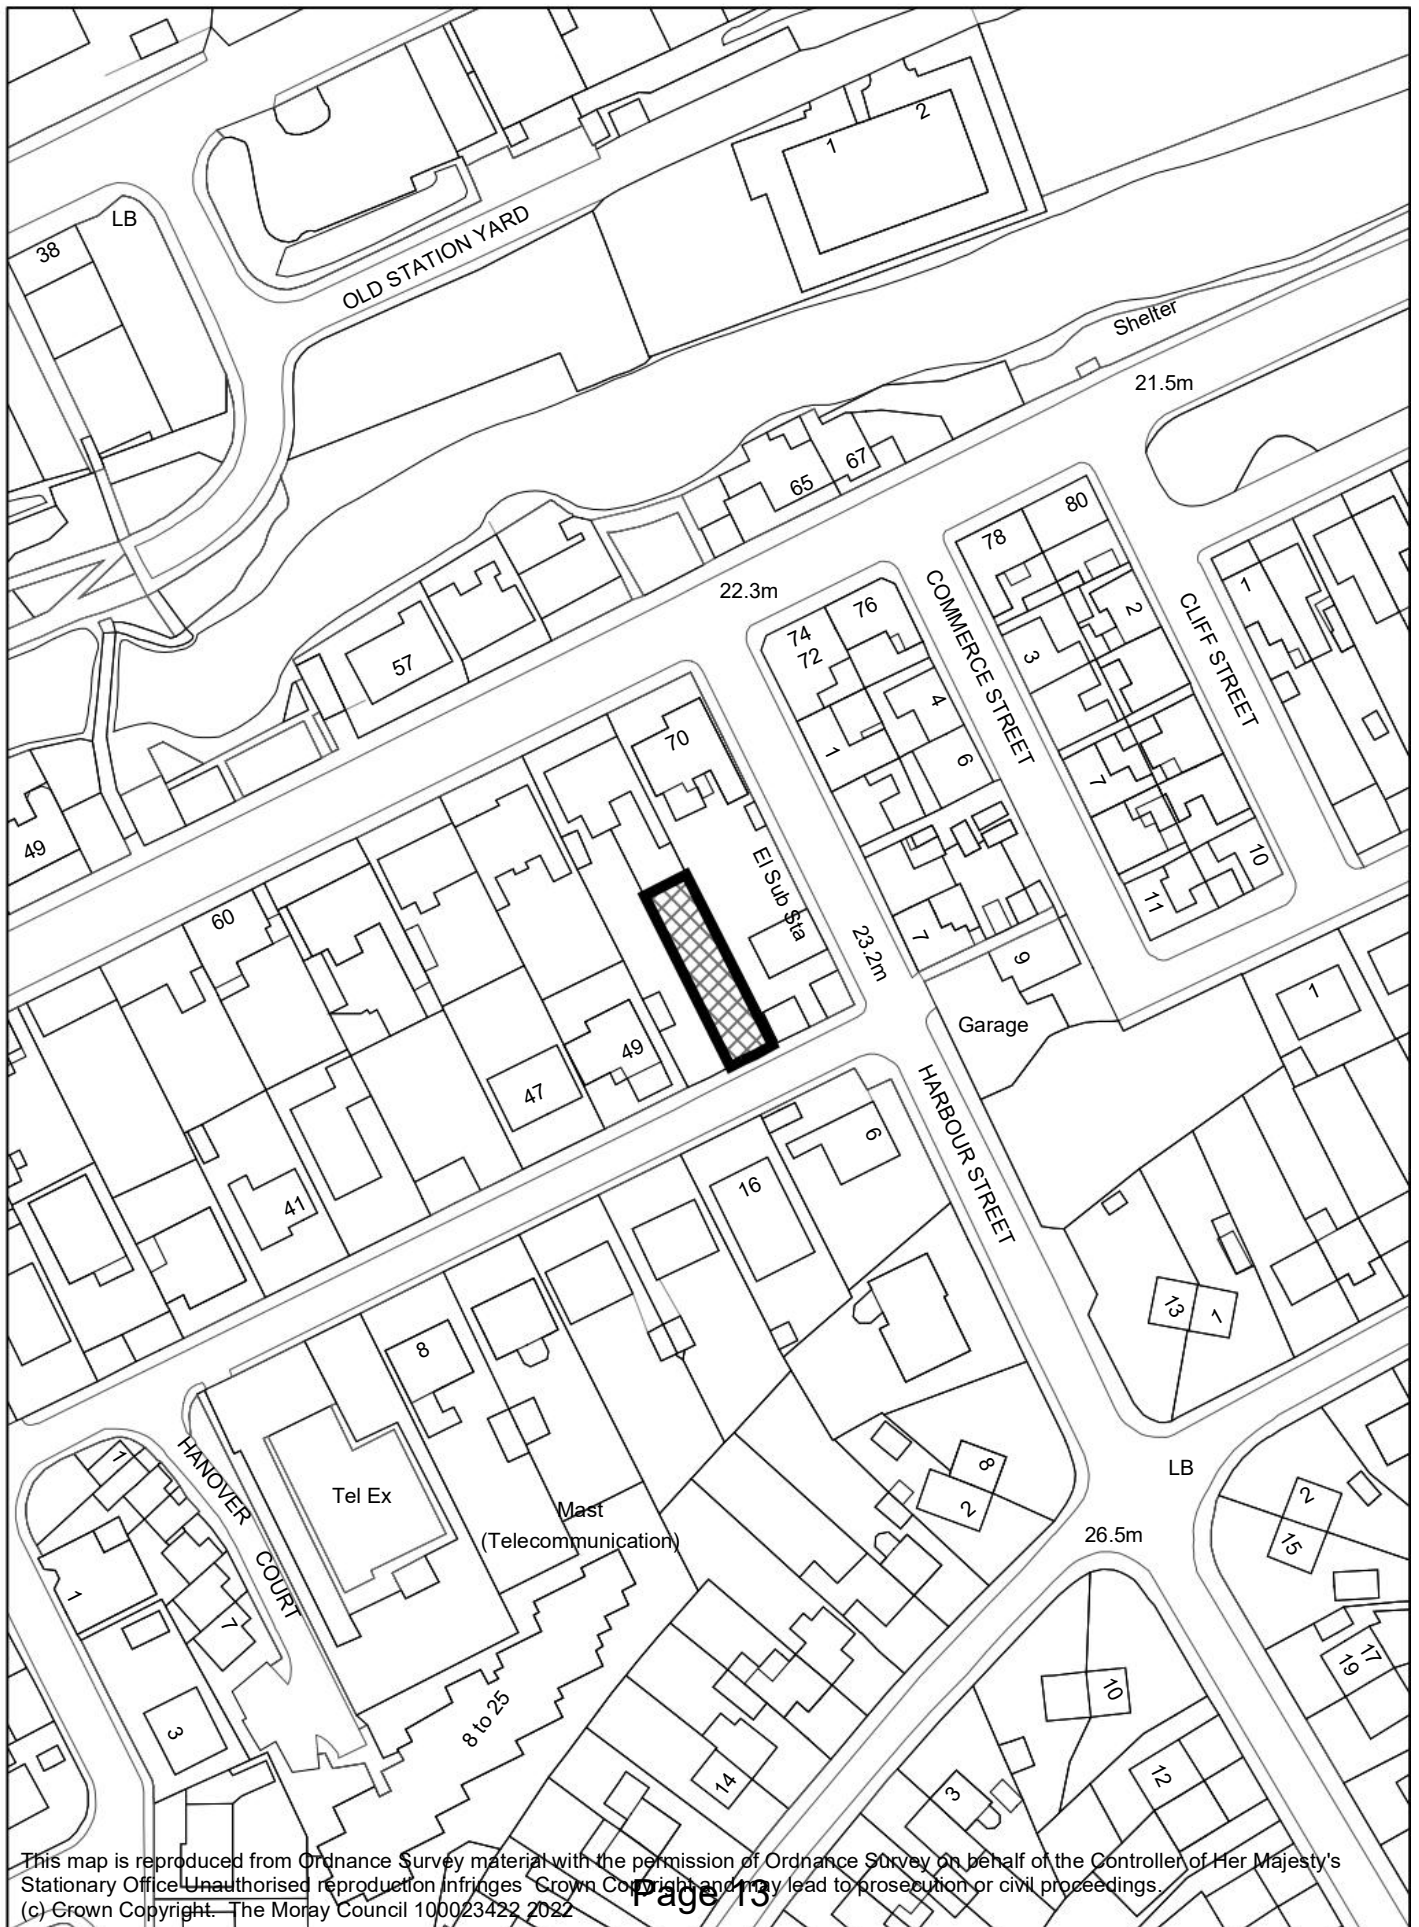 2
1
LB
38
OLD STATION YARD
Shelter
21.5m
67
65
80
78
22.3m
COMMERCE STREET
CLIFF STREET
1
2
76
74
72
3
57
4
1
70
6
7
49
El Sub Sta
10
11
60
7
23.2m
9
1
Garage
49
47
HARBOUR STREET
6
16
41
13
1
8
HANOVER
COURT
1
Tel Ex
Mast
(Telecommunication)
8
2
LB
2
15
26.5m
1
7
17
19
10
3
8 to 25
14
3
12
This map is reproduced from Ordnance Survey material with the permission of Ordnance Survey on behalf of the Controller of Her Majesty's
Stationary Office Unauthorised reproduction infringes Crown Copyright and may lead to prosecution or civil proceedings.
(c) Crown Copyright. The Moray Council 100023422 2022
Page 13